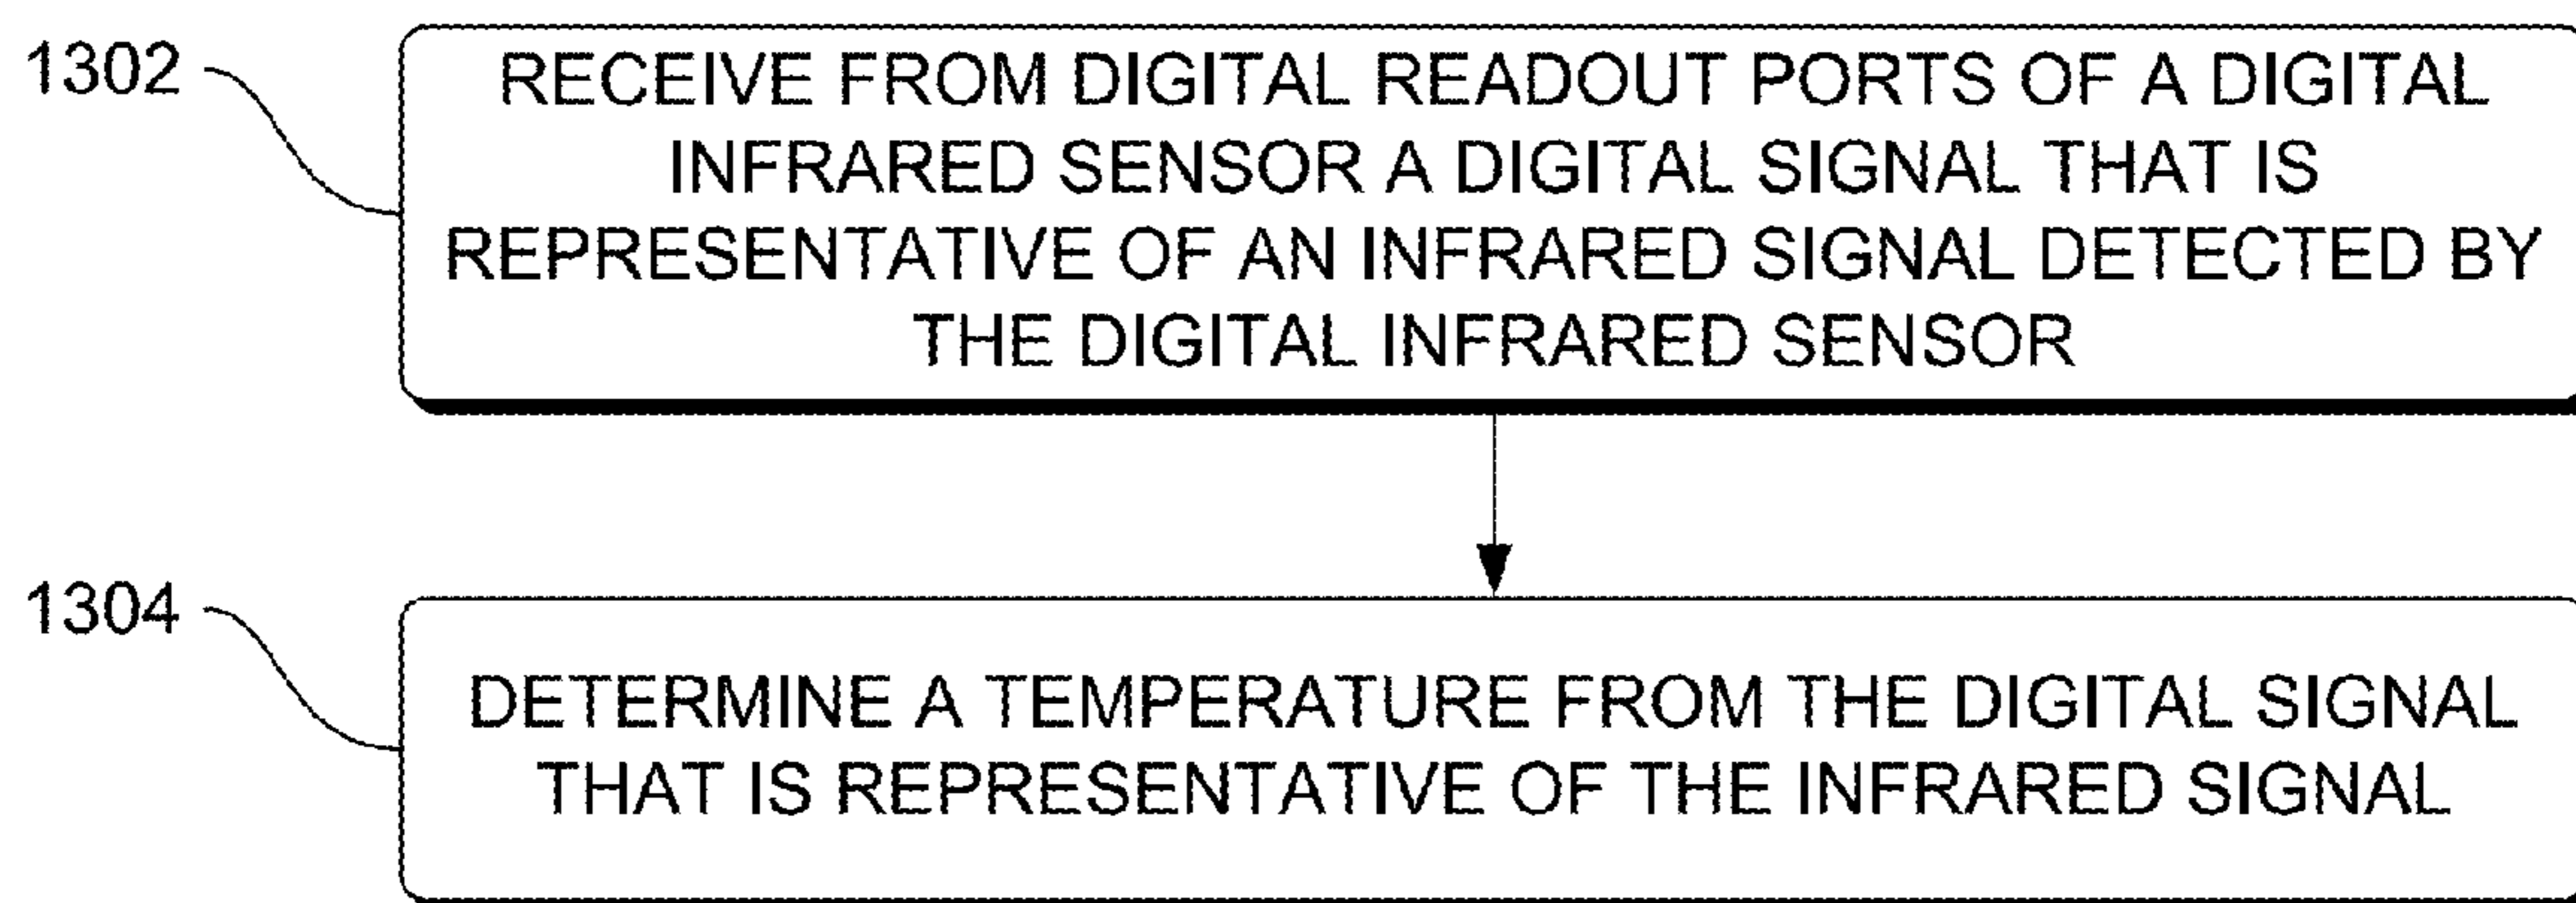 1302
RECEIVE FROM DIGITAL READOUT PORTS OF A DIGITAL
INFRARED SENSOR A DIGITAL SIGNAL THAT IS
REPRESENTATIVE OF AN INFRARED SIGNAL DETECTED BY
THE DIGITAL INFRARED SENSOR
1304
DETERMINE A TEMPERATURE FROM THE DIGITAL SIGNAL
THAT IS REPRESENTATIVE OF THE INFRARED SIGNAL